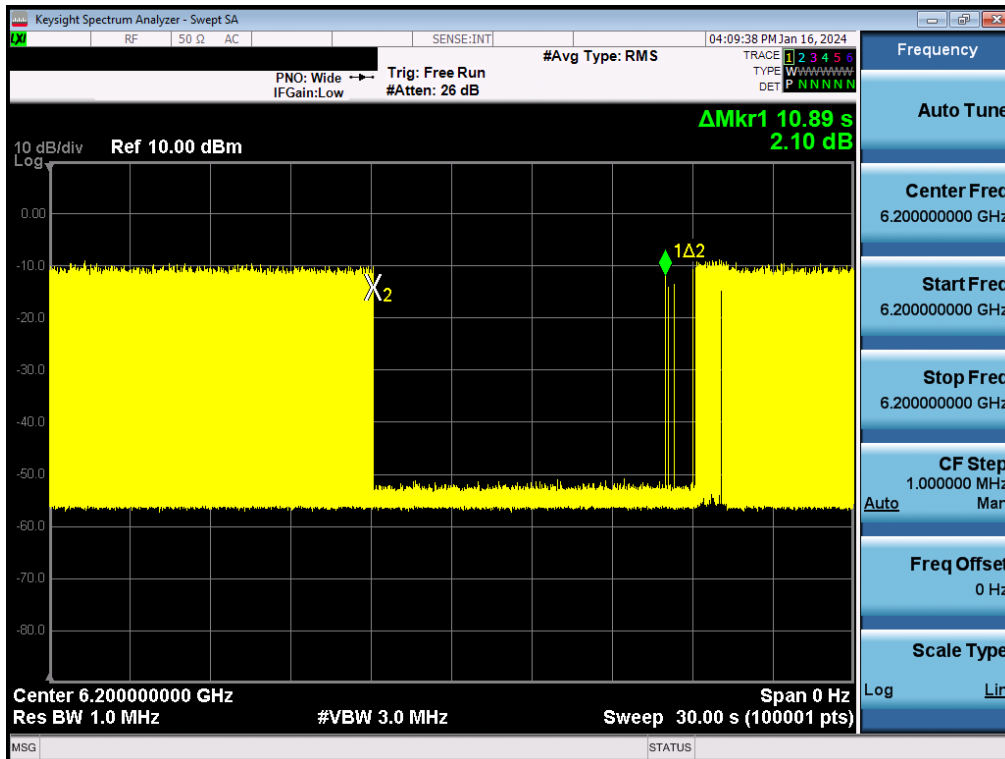 Keysight Spectrum Analyzer - Swept SA
LXI RF 50 Ω AC SENSE:INT 04:09:38 PM Jan 16, 2024
#Avg Type: RMS
TRACE 1 2 3 4 5 6
TYPE W W W W W W
DET P N N N N N
PNO: Wide Trig: Free Run
IFGain:Low #Atten: 26 dB
ΔMkr1 10.89 s
2.10 dB
10 dB/div Ref 10.00 dBm
Log
0.00
-10.0
-20.0
-30.0
-40.0
-50.0
-60.0
-70.0
-80.0
1Δ2
X2
Center 6.200000000 GHz Span 0 Hz
Res BW 1.0 MHz #VBW 3.0 MHz Sweep 30.00 s (100001 pts)
MSG STATUS
Frequency
Auto Tune
Center Freq
6.200000000 GHz
Start Freq
6.200000000 GHz
Stop Freq
6.200000000 GHz
CF Step
1.000000 MHz
Auto Man
Freq Offset
0 Hz
Scale Type
Log Lin